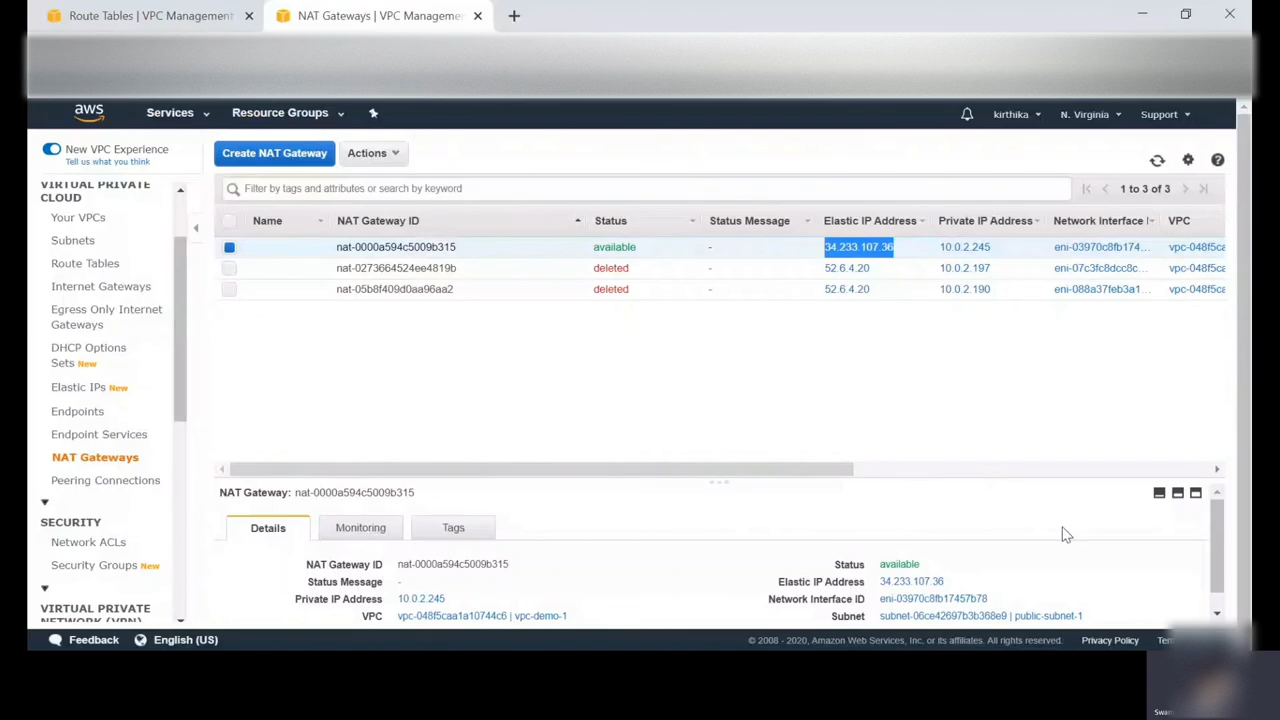 Route Tables | VPC Management
NAT Gateways | VPC Manageme
aws
Services
Resource Groups
kirthika
N. Virginia
Support
New VPC Experience
Tell us what you think
VIRTUAL PRIVATE
CLOUD
Your VPCs
Subnets
Route Tables
Internet Gateways
Egress Only Internet
Gateways
DHCP Options
Sets New
Elastic IPs New
Endpoints
Endpoint Services
NAT Gateways
Peering Connections
SECURITY
Network ACLs
Security Groups New
VIRTUAL PRIVATE
NETWORK (VPN)
Create NAT Gateway
Actions
Filter by tags and attributes or search by keyword
1 to 3 of 3
Name NAT Gateway ID Status Status Message Elastic IP Address Private IP Address Network Interface I VPC
nat-0000a594c5009b315 available - 34.233.107.36 10.0.2.245 eni-03970c8fb174... vpc-048f5ca
nat-0273664524ee4819b deleted - 52.6.4.20 10.0.2.197 eni-07c3fc8dcc8c... vpc-048f5ca
nat-05b8f409d0aa96aa2 deleted - 52.6.4.20 10.0.2.190 eni-088a37feb3a1... vpc-048f5ca
NAT Gateway: nat-0000a594c5009b315
Details Monitoring Tags
NAT Gateway ID nat-0000a594c5009b315 Status available
Status Message - Elastic IP Address 34.233.107.36
Private IP Address 10.0.2.245 Network Interface ID eni-03970c8fb17457b78
VPC vpc-048f5caa1a10744c6 | vpc-demo-1 Subnet subnet-06ce42697b3b368e9 | public-subnet-1
Feedback English (US) © 2008 - 2020, Amazon Web Services, Inc. or its affiliates. All rights reserved. Privacy Policy Ter
Swam